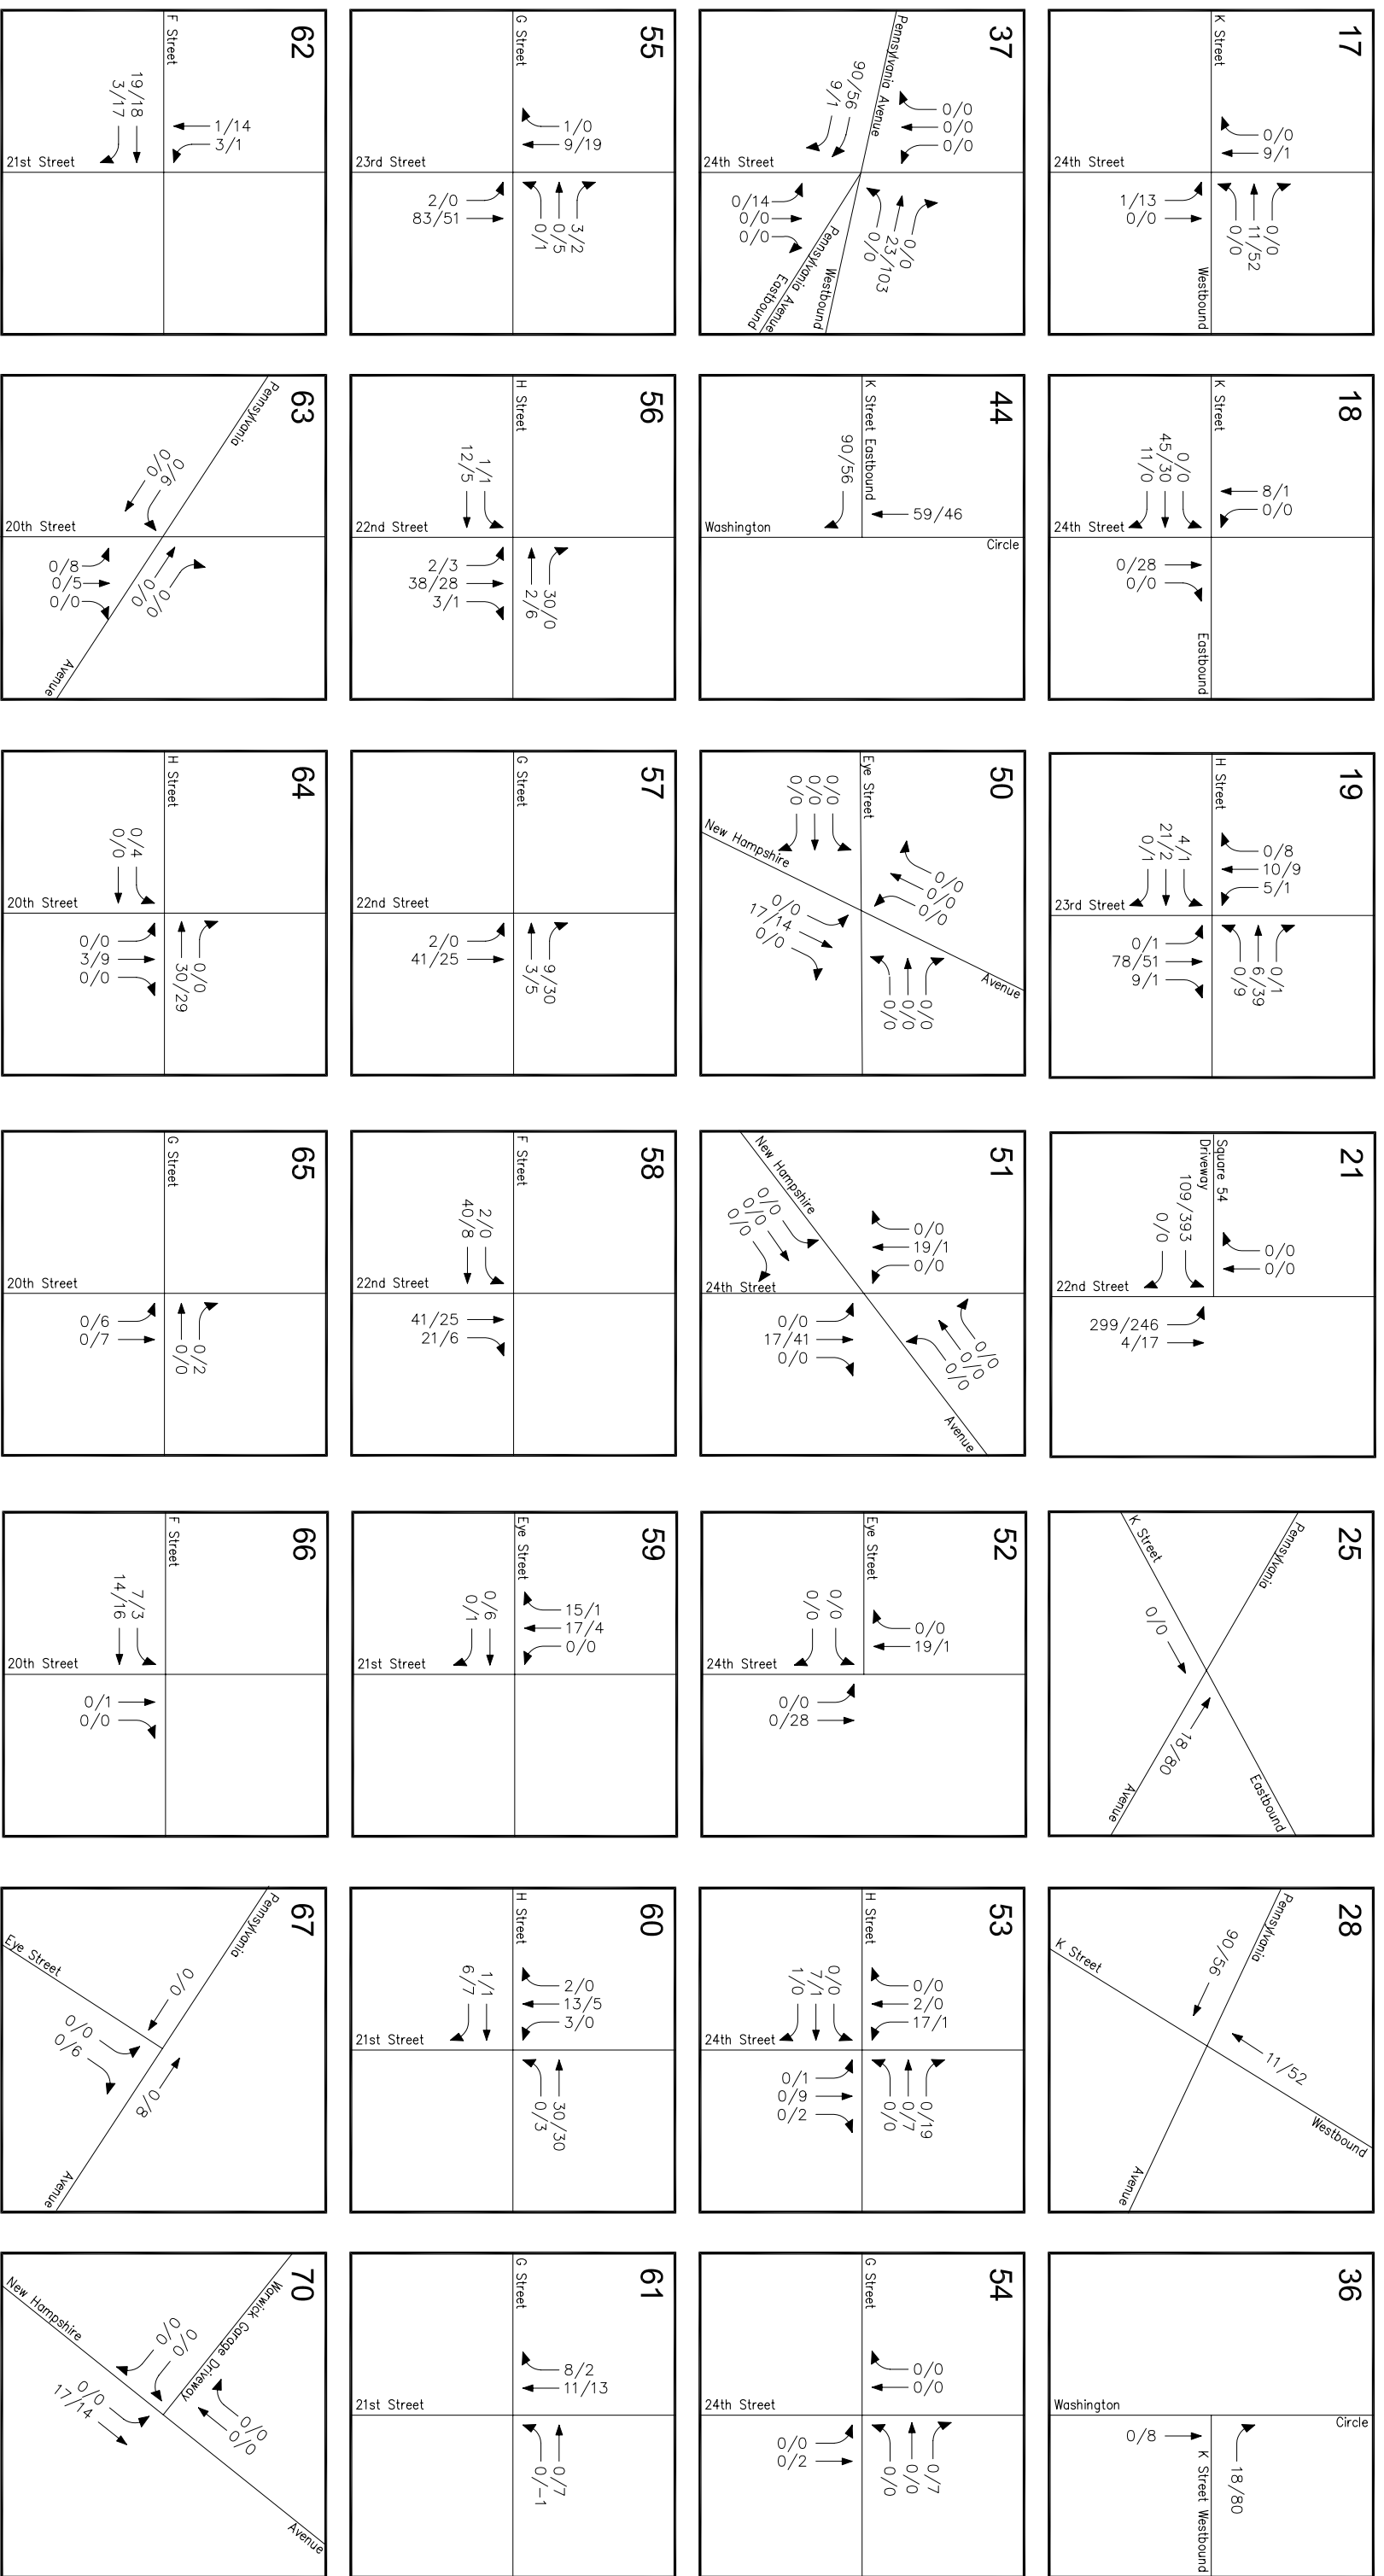 17
K Street
Westbound
24th Street
0/0
9/1
1/13
0/0
0/0
11/52
0/0
18
K Street
Eastbound
24th Street
0/0
45/30
11/0
8/1
0/0
0/28
0/0
19
H Street
23rd Street
4/1
21/2
0/1
0/8
10/9
5/1
0/1
78/51
9/1
0/1
6/39
0/9
21
Square 54
Driveway
22nd Street
109/393
0/0
0/0
0/0
299/246
4/17
25
Pennsylvania
Avenue
K Street
Eastbound
0/0
18/80
28
Pennsylvania
Avenue
K Street
Westbound
90/56
11/52
36
Washington
Circle
K Street Westbound
0/8
18/80
37
Pennsylvania Avenue
24th Street
Westbound
Pennsylvania Avenue
Eastbound
90/56
9/1
0/0
0/0
0/0
0/14
0/0
0/0
0/0
23/103
0/0
44
K Street Eastbound
Washington
Circle
90/56
59/46
50
Eye Street
New Hampshire
Avenue
0/0
0/0
0/0
0/0
0/0
0/0
0/0
17/14
0/0
0/0
0/0
0/0
51
New Hampshire
Avenue
24th Street
0/0
0/0
0/0
0/0
19/1
0/0
0/0
17/41
0/0
0/0
0/0
0/0
52
Eye Street
24th Street
0/0
0/0
0/0
19/1
0/0
0/28
53
H Street
24th Street
0/0
7/1
1/0
0/0
2/0
17/1
0/1
0/9
0/2
0/19
0/7
0/0
54
G Street
24th Street
0/0
0/0
0/0
0/2
0/7
0/0
0/0
55
G Street
23rd Street
1/0
9/19
2/0
83/51
3/2
0/5
0/1
56
H Street
22nd Street
1/1
12/5
2/3
38/28
3/1
30/0
2/6
57
G Street
22nd Street
2/0
41/25
9/30
3/5
58
F Street
22nd Street
2/0
40/8
41/25
21/6
59
Eye Street
21st Street
0/6
0/1
15/1
17/4
0/0
60
H Street
21st Street
1/1
6/7
2/0
13/5
3/0
30/30
0/3
61
G Street
21st Street
8/2
11/13
0/7
0/-1
62
F Street
21st Street
19/18
3/17
1/14
3/1
63
Pennsylvania
Avenue
20th Street
0/6
0/0
0/8
0/5
0/0
0/0
0/0
64
H Street
20th Street
0/4
0/0
0/0
3/9
0/0
0/0
30/29
65
G Street
20th Street
0/6
0/7
0/2
0/0
66
F Street
20th Street
7/3
14/16
0/1
0/0
67
Pennsylvania
Avenue
Eye Street
0/0
0/0
0/6
0/8
70
Warwick Garage Driveway
New Hampshire
Avenue
0/0
0/0
0/0
0/0
0/0
17/14